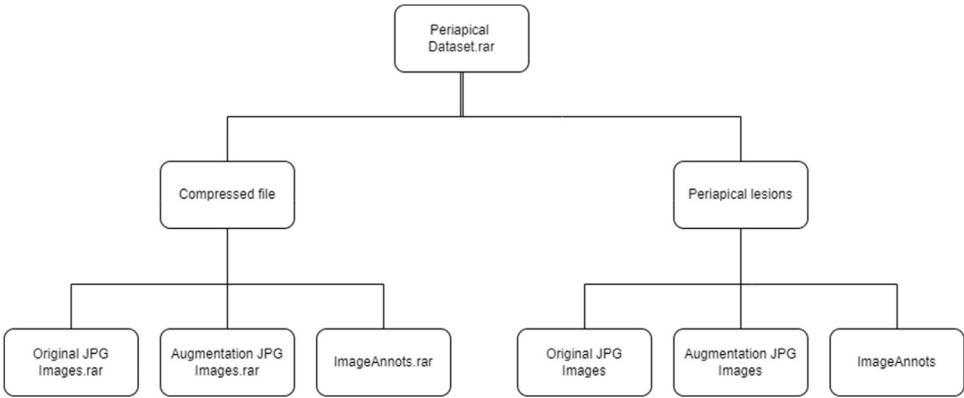 Periapical
Dataset.rar
Compressed file
Periapical lesions
Original JPG
Images.rar
Augmentation JPG
Images.rar
ImageAnnots.rar
Original JPG
Images
Augmentation JPG
Images
ImageAnnots